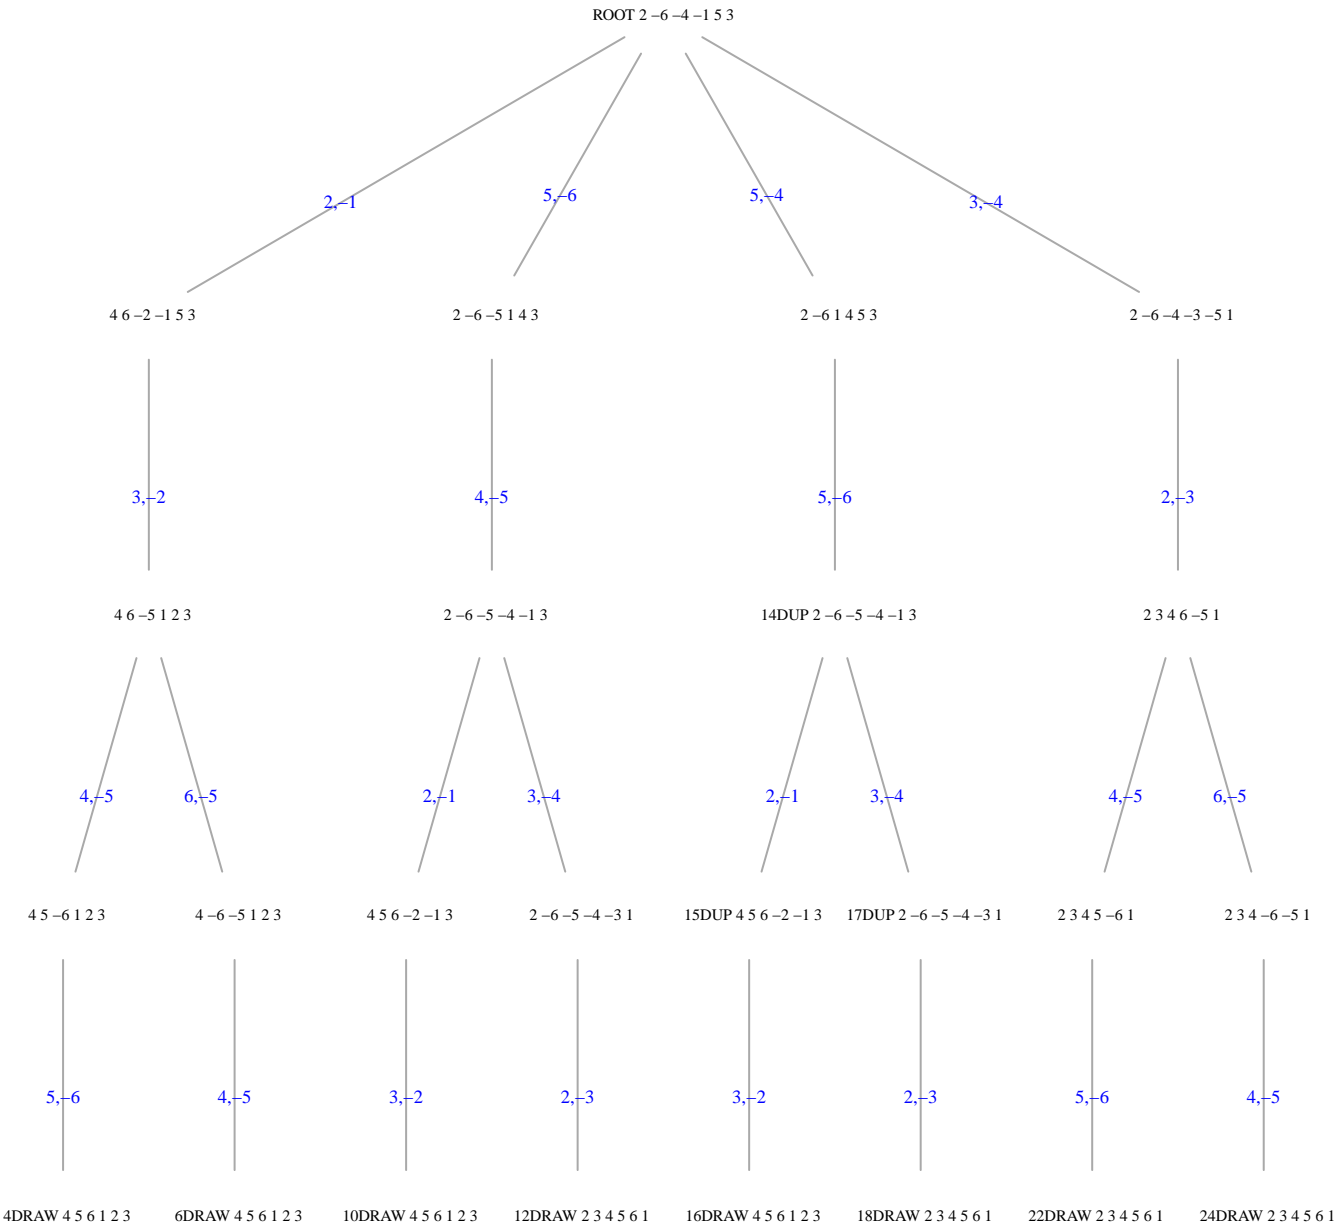 ROOT 2 –6 –4 –1 5 3
2,–1 5,–6 5,–4 3,–4
4 6 –2 –1 5 3 2 –6 –5 1 4 3 2 –6 1 4 5 3 2 –6 –4 –3 –5 1
3,–2 4,–5 5,–6 2,–3
4 6 –5 1 2 3 2 –6 –5 –4 –1 3 14DUP 2 –6 –5 –4 –1 3 2 3 4 6 –5 1
4,–5 6,–5 2,–1 3,–4 2,–1 3,–4 4,–5 6,–5
4 5 –6 1 2 3 4 –6 –5 1 2 3 4 5 6 –2 –1 3 2 –6 –5 –4 –3 1 15DUP 4 5 6 –2 –1 3 17DUP 2 –6 –5 –4 –3 1 2 3 4 5 –6 1 2 3 4 –6 –5 1
5,–6 4,–5 3,–2 2,–3 3,–2 2,–3 5,–6 4,–5
4DRAW 4 5 6 1 2 3 6DRAW 4 5 6 1 2 3 10DRAW 4 5 6 1 2 3 12DRAW 2 3 4 5 6 1 16DRAW 4 5 6 1 2 3 18DRAW 2 3 4 5 6 1 22DRAW 2 3 4 5 6 1 24DRAW 2 3 4 5 6 1